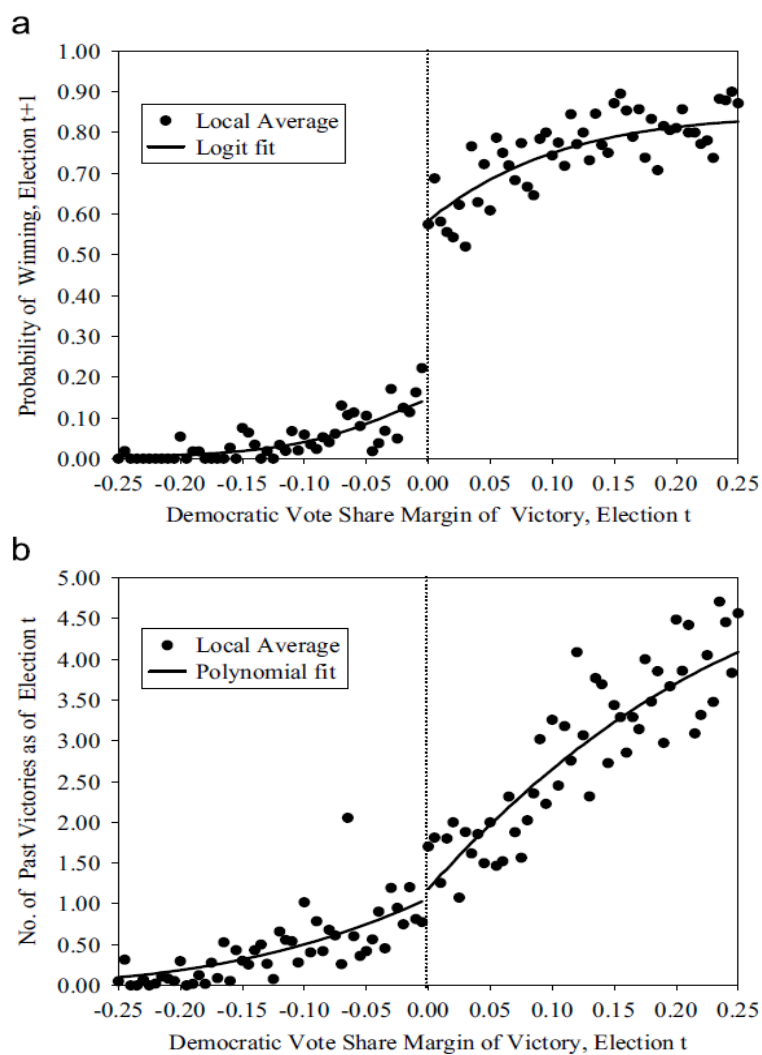 a
1.00
0.90
0.80
0.70
0.60
0.50
0.40
0.30
0.20
0.10
0.00
Probability of Winning, Election t+1
Local Average
Logit fit
-0.25 -0.20 -0.15 -0.10 -0.05 0.00 0.05 0.10 0.15 0.20 0.25
Democratic Vote Share Margin of Victory, Election t
b
5.00
4.50
4.00
3.50
3.00
2.50
2.00
1.50
1.00
0.50
0.00
No. of Past Victories as of Election t
Local Average
Polynomial fit
-0.25 -0.20 -0.15 -0.10 -0.05 0.00 0.05 0.10 0.15 0.20 0.25
Democratic Vote Share Margin of Victory, Election t